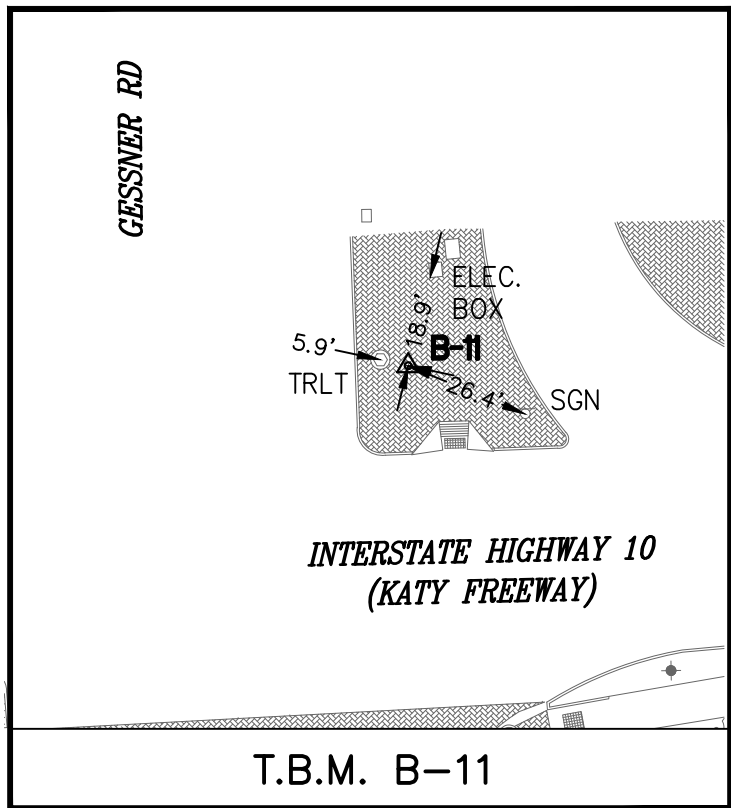 GESSNER RD
ELEC.
BOX
18.9'
B-11
5.9'
TRLT
26.4'
SGN
INTERSTATE HIGHWAY 10
(KATY FREEWAY)
T.B.M. B-11